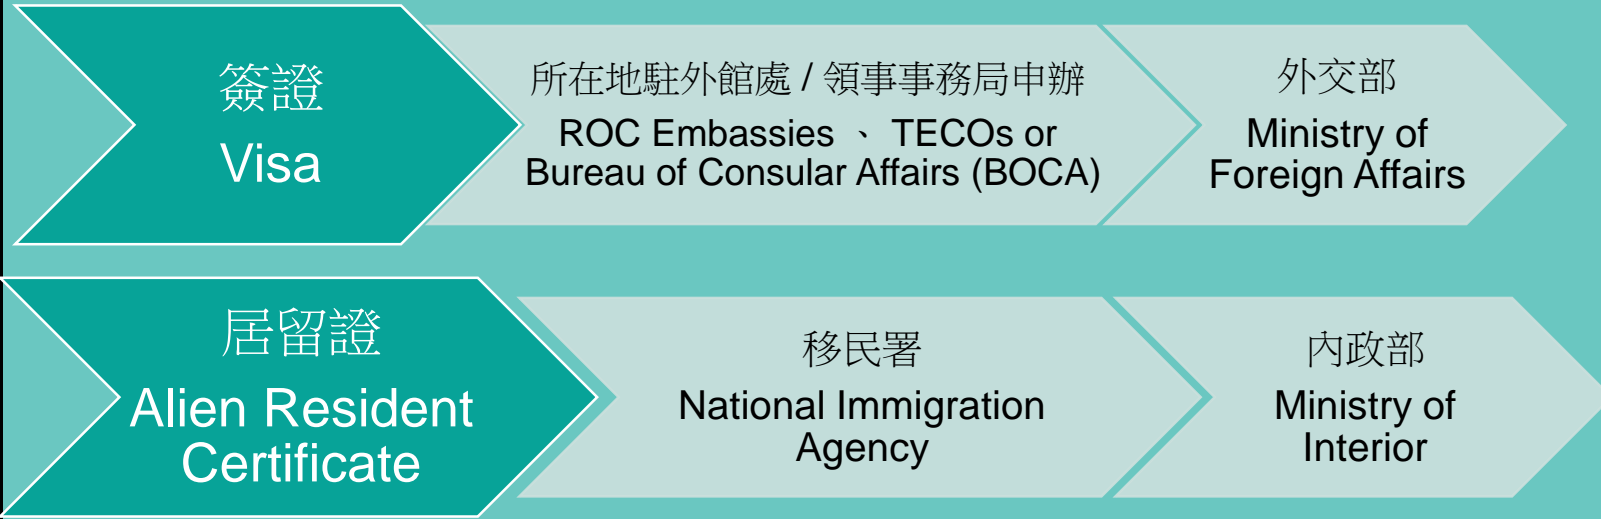 簽證
Visa
所在地駐外館處 / 領事事務局申辦
ROC Embassies 、 TECOs or
Bureau of Consular Affairs (BOCA)
外交部
Ministry of
Foreign Affairs
居留證
Alien Resident
Certificate
移民署
National Immigration
Agency
內政部
Ministry of
Interior